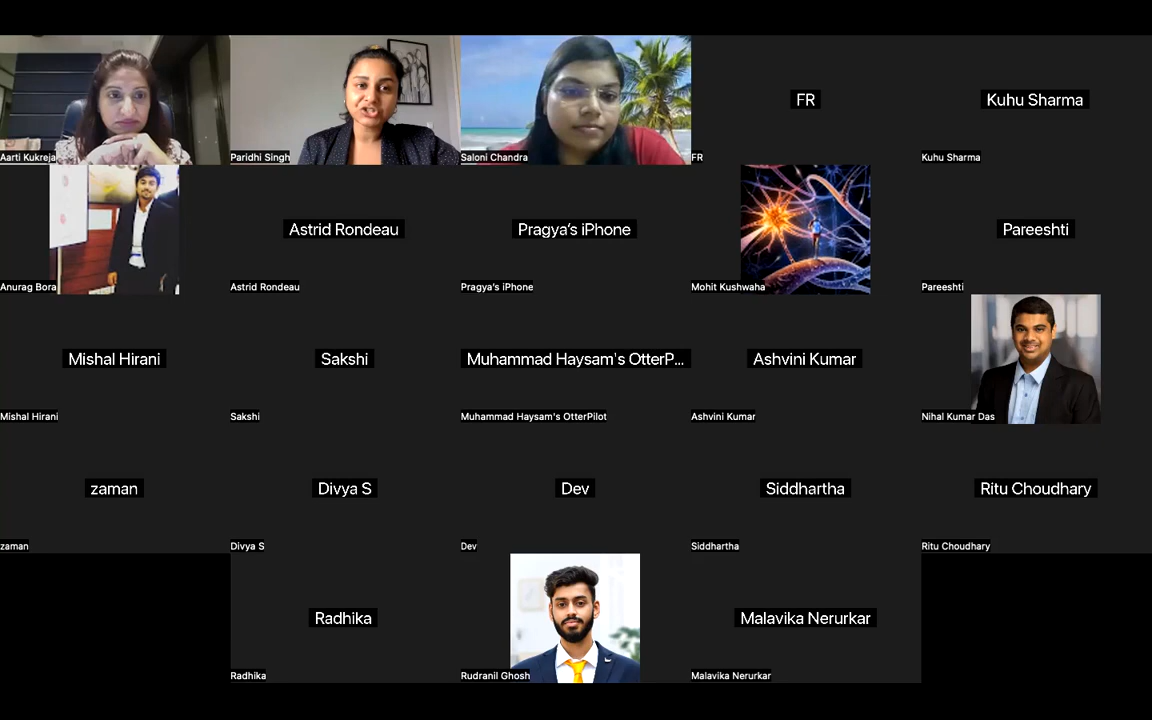 Aarti Kukreja
Paridhi Singh
Saloni Chandra
FR
FR
Kuhu Sharma
Kuhu Sharma
Anurag Bora
Astrid Rondeau
Astrid Rondeau
Pragya's iPhone
Pragya's iPhone
Mohit Kushwaha
Pareeshti
Pareeshti
Mishal Hirani
Mishal Hirani
Sakshi
Sakshi
Muhammad Haysam's OtterP...
Muhammad Haysam's OtterPilot
Ashvini Kumar
Ashvini Kumar
Nihal Kumar Das
zaman
zaman
Divya S
Divya S
Dev
Dev
Siddhartha
Siddhartha
Ritu Choudhary
Ritu Choudhary
Radhika
Radhika
Rudranil Ghosh
Malavika Nerurkar
Malavika Nerurkar